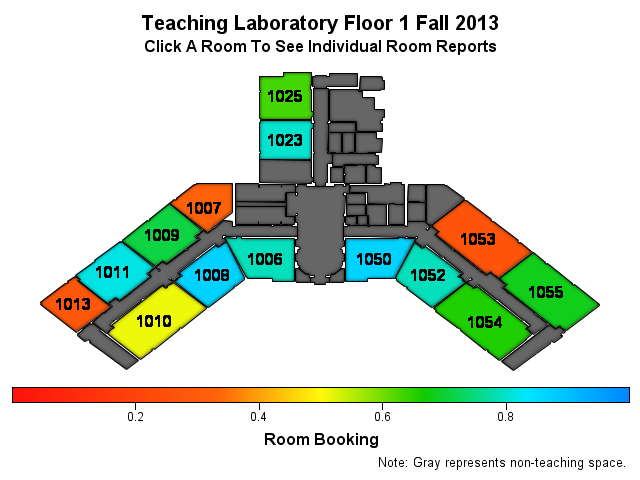 Teaching Laboratory Floor 1 Fall 2013
Click A Room To See Individual Room Reports
1025
1023
1007
1009
1011
1013
1006
1008
1010
1050
1052
1053
1054
1055
0.2 0.4 0.6 0.8
Room Booking
Note: Gray represents non-teaching space.